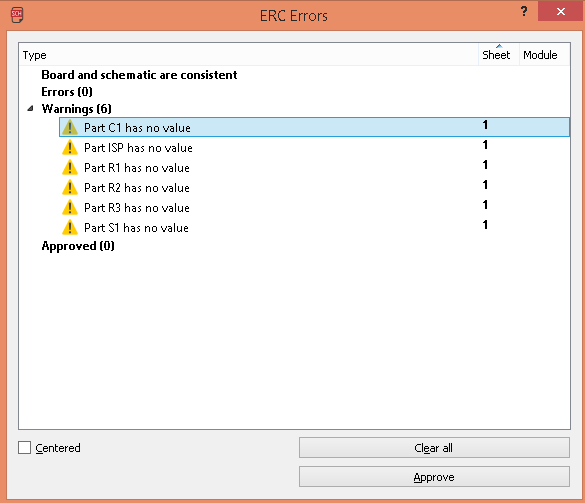 SCH
ERC Errors
?
Type Sheet Module
Board and schematic are consistent
Errors (0)
Warnings (6)
Part C1 has no value 1
Part ISP has no value 1
Part R1 has no value 1
Part R2 has no value 1
Part R3 has no value 1
Part S1 has no value 1
Approved (0)
Centered Clear all
Approve